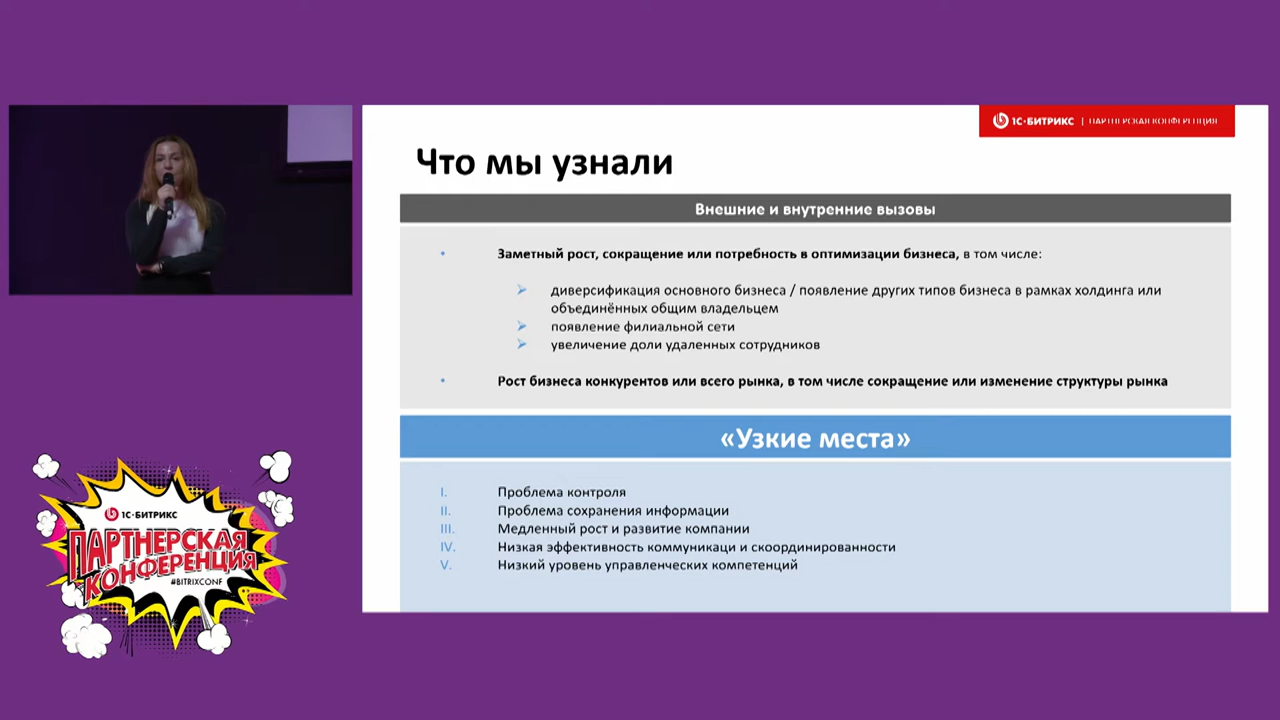 1С·БИТРИКС | ПАРТНЕРСКАЯ КОНФЕРЕНЦИЯ
Что мы узнали
Внешние и внутренние вызовы
• Заметный рост, сокращение или потребность в оптимизации бизнеса, в том числе:
➢ диверсификация основного бизнеса / появление других типов бизнеса в рамках холдинга или
объединённых общим владельцем
➢ появление филиальной сети
➢ увеличение доли удаленных сотрудников
• Рост бизнеса конкурентов или всего рынка, в том числе сокращение или изменение структуры рынка
«Узкие места»
I. Проблема контроля
II. Проблема сохранения информации
III. Медленный рост и развитие компании
IV. Низкая эффективность коммуникаци и скоординированности
V. Низкий уровень управленческих компетенций
1С·БИТРИКС
ПАРТНЕРСКАЯ
КОНФЕРЕНЦИЯ
#BITRIXCONF